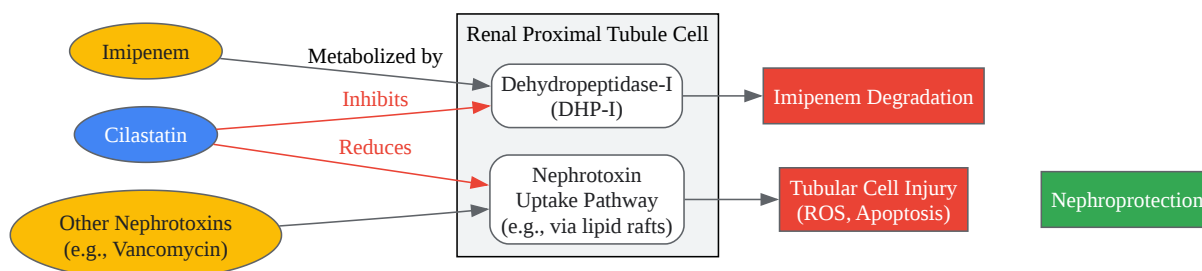 Imipenem
Cilastatin
Other Nephrotoxins
(e.g., Vancomycin)
Metabolized by
Inhibits
Reduces
Renal Proximal Tubule Cell
Dehydropeptidase-I
(DHP-I)
Nephrotoxin
Uptake Pathway
(e.g., via lipid rafts)
Imipenem Degradation
Tubular Cell Injury
(ROS, Apoptosis)
Nephroprotection